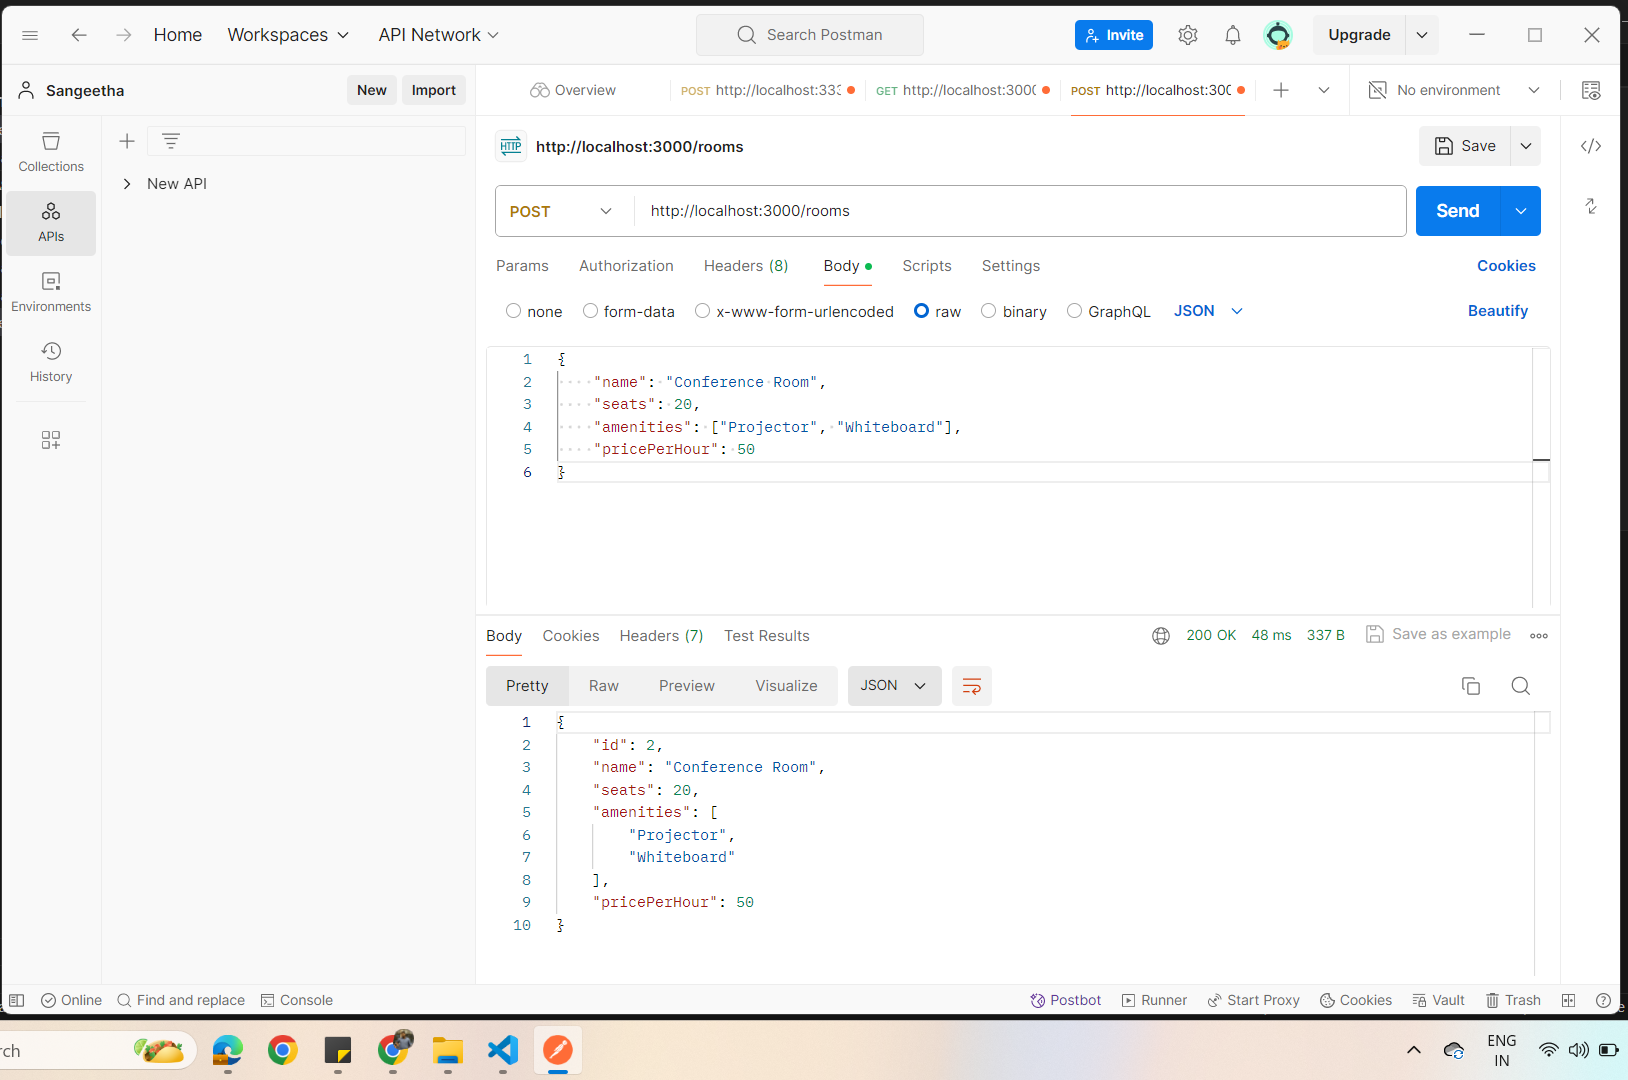 Home Workspaces API Network Search Postman Invite Upgrade
Sangeetha New Import Overview POST http://localhost:333 GET http://localhost:300 POST http://localhost:300 No environment
Collections
APIs
Environments
History
New API
HTTP http://localhost:3000/rooms Save
POST http://localhost:3000/rooms Send
Params Authorization Headers (8) Body Scripts Settings Cookies
none form-data x-www-form-urlencoded raw binary GraphQL JSON Beautify
1 {
2 "name": "Conference Room",
3 "seats": 20,
4 "amenities": ["Projector", "Whiteboard"],
5 "pricePerHour": 50
6 }
Body Cookies Headers (7) Test Results 200 OK 48 ms 337 B Save as example
Pretty Raw Preview Visualize JSON
1 {
2 "id": 2,
3 "name": "Conference Room",
4 "seats": 20,
5 "amenities": [
6 "Projector",
7 "Whiteboard"
8 ],
9 "pricePerHour": 50
10 }
Online Find and replace Console Postbot Runner Start Proxy Cookies Vault Trash
rch ENG
IN